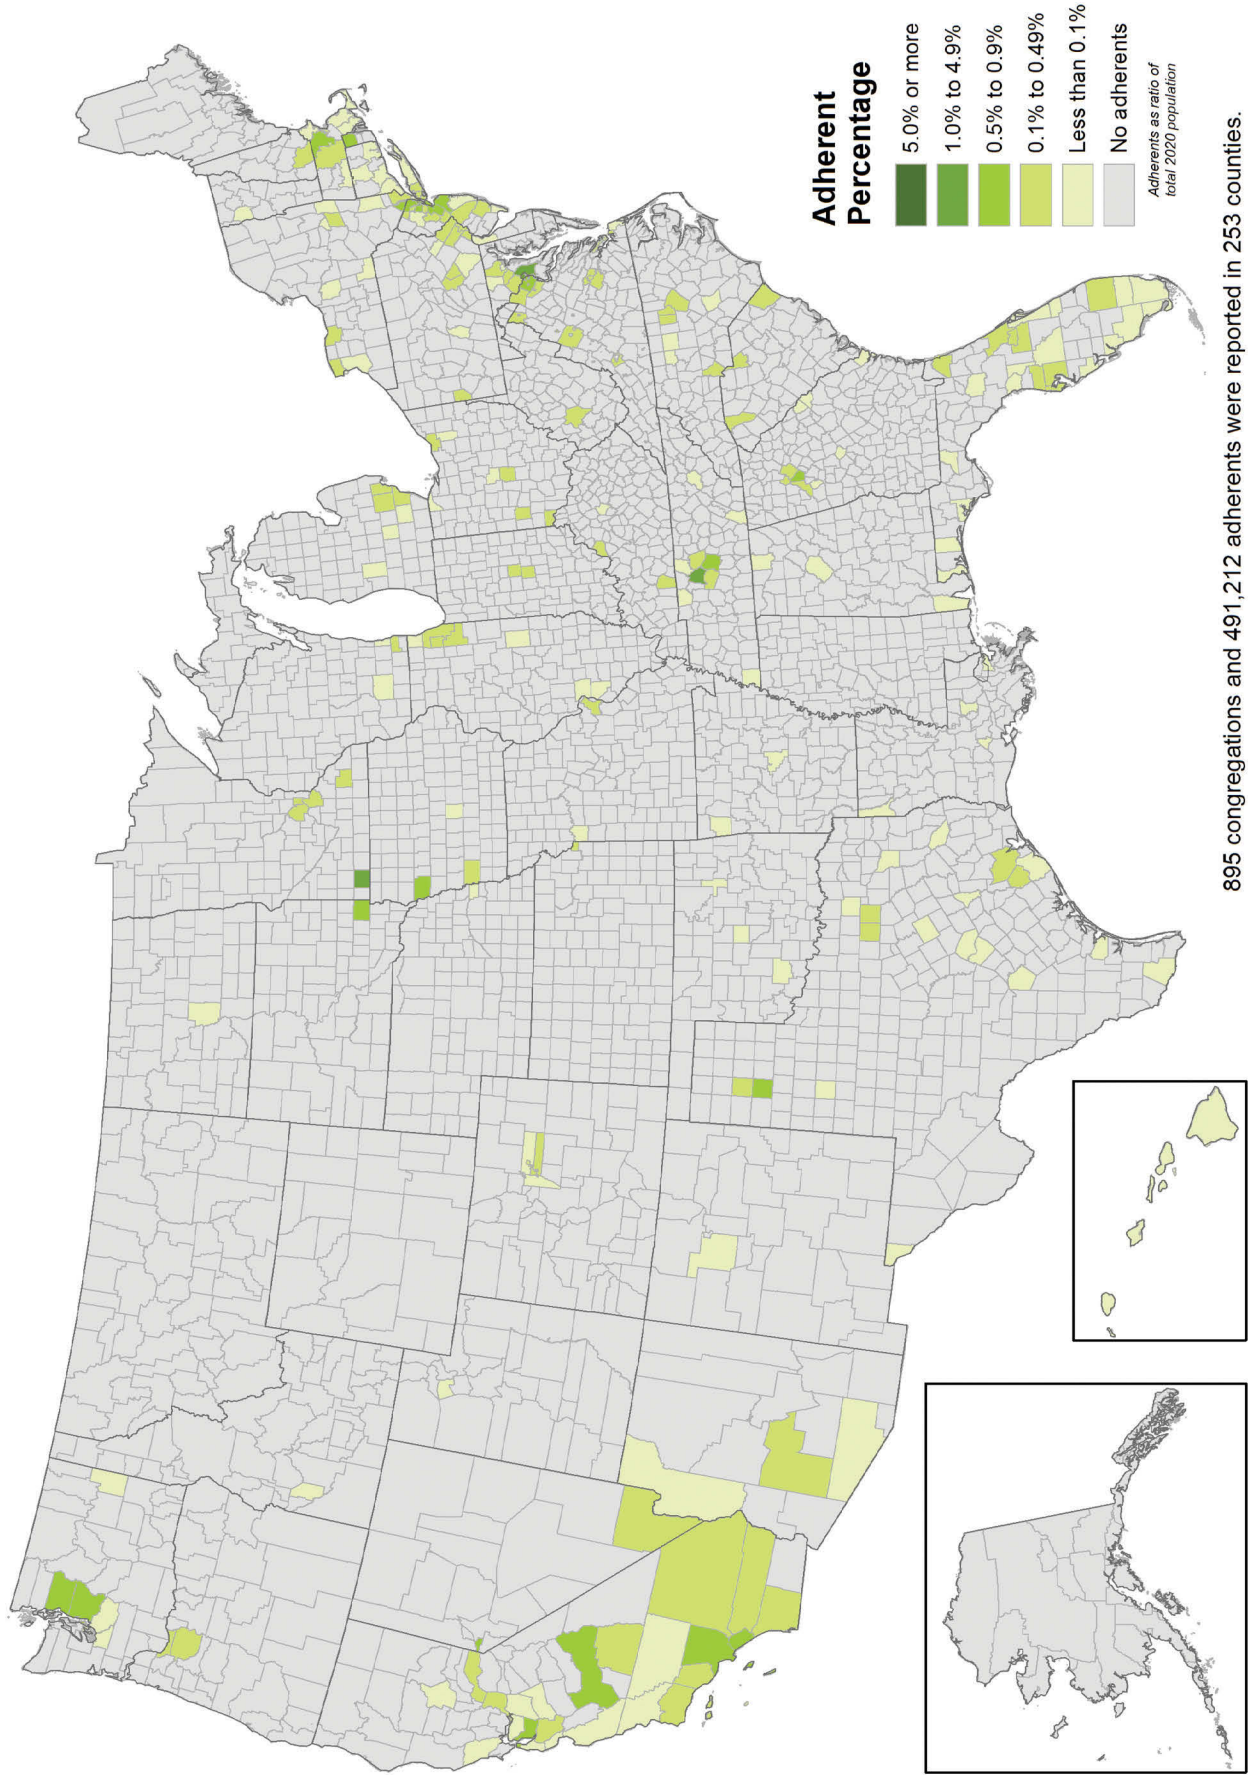 Adherent
Percentage
5.0% or more
1.0% to 4.9%
0.5% to 0.9%
0.1% to 0.49%
Less than 0.1%
No adherents
Adherents as ratio of
total 2020 population
895 congregations and 491,212 adherents were reported in 253 counties.